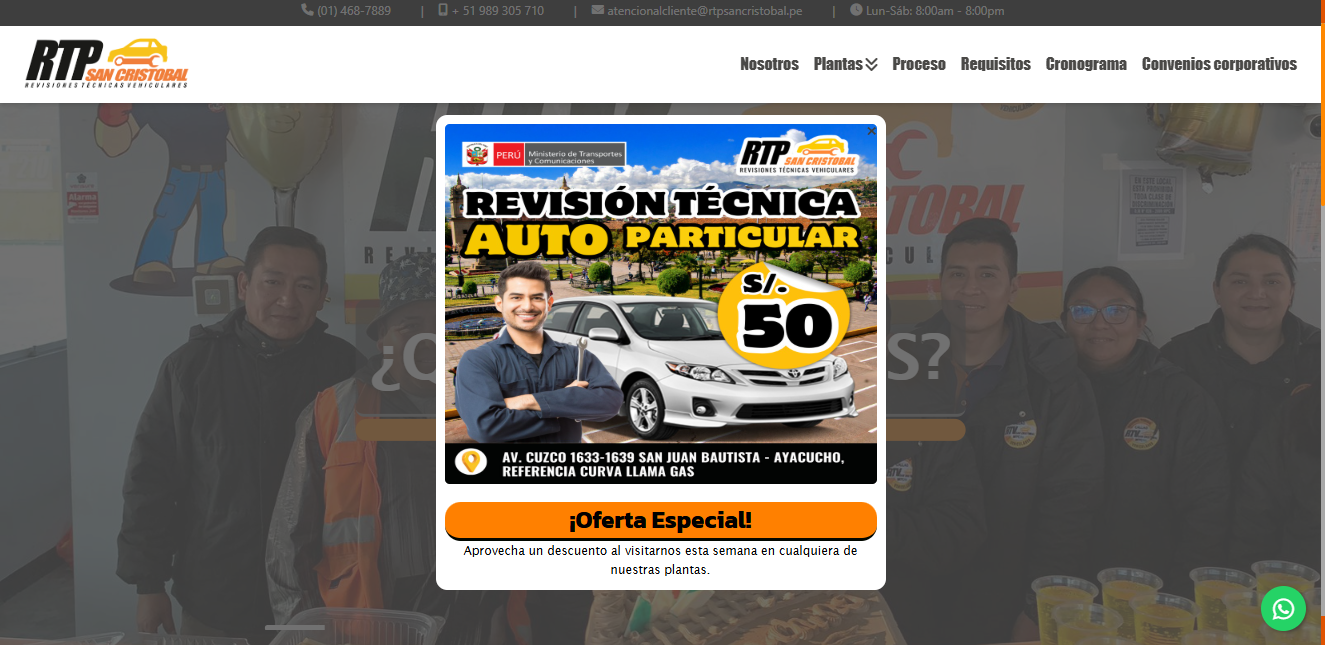 (01) 468-7889 | + 51 989 305 710 | atencionalcliente@rtpsancristobal.pe | Lun-Sáb: 8:00am - 8:00pm
RTP
SAN CRISTOBAL
REVISIONES TÉCNICAS VEHICULARES
Nosotros Plantas Proceso Requisitos Cronograma Convenios corporativos
PERÚ Ministerio de Transportes
y Comunicaciones
RTP
SAN CRISTOBAL
REVISIONES TÉCNICAS VEHICULARES
REVISIÓN TÉCNICA
AUTO PARTICULAR
S/.
50
AV. CUZCO 1633-1639 SAN JUAN BAUTISTA - AYACUCHO,
REFERENCIA CURVA LLAMA GAS
¡Oferta Especial!
Aprovecha un descuento al visitarnos esta semana en cualquiera de
nuestras plantas.
Alarma
¿Q
S?